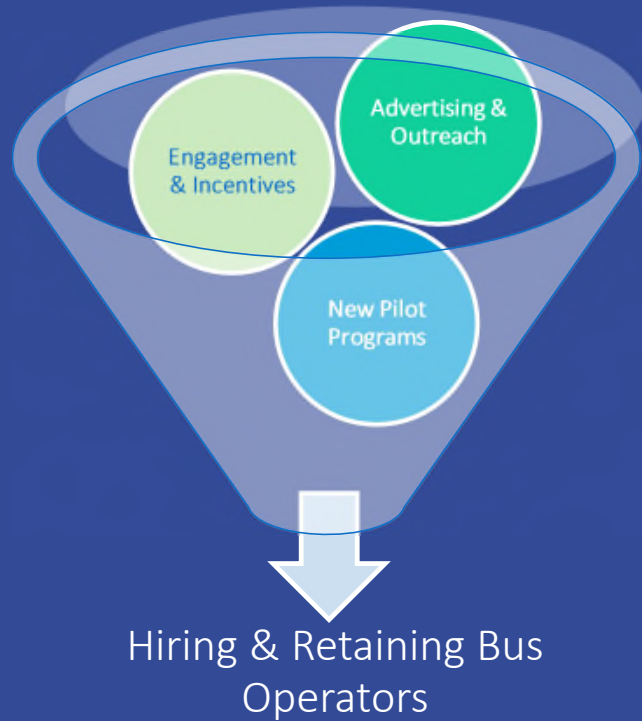 Advertising &
Outreach
Engagement
& Incentives
New Pilot
Programs
Hiring & Retaining Bus
Operators